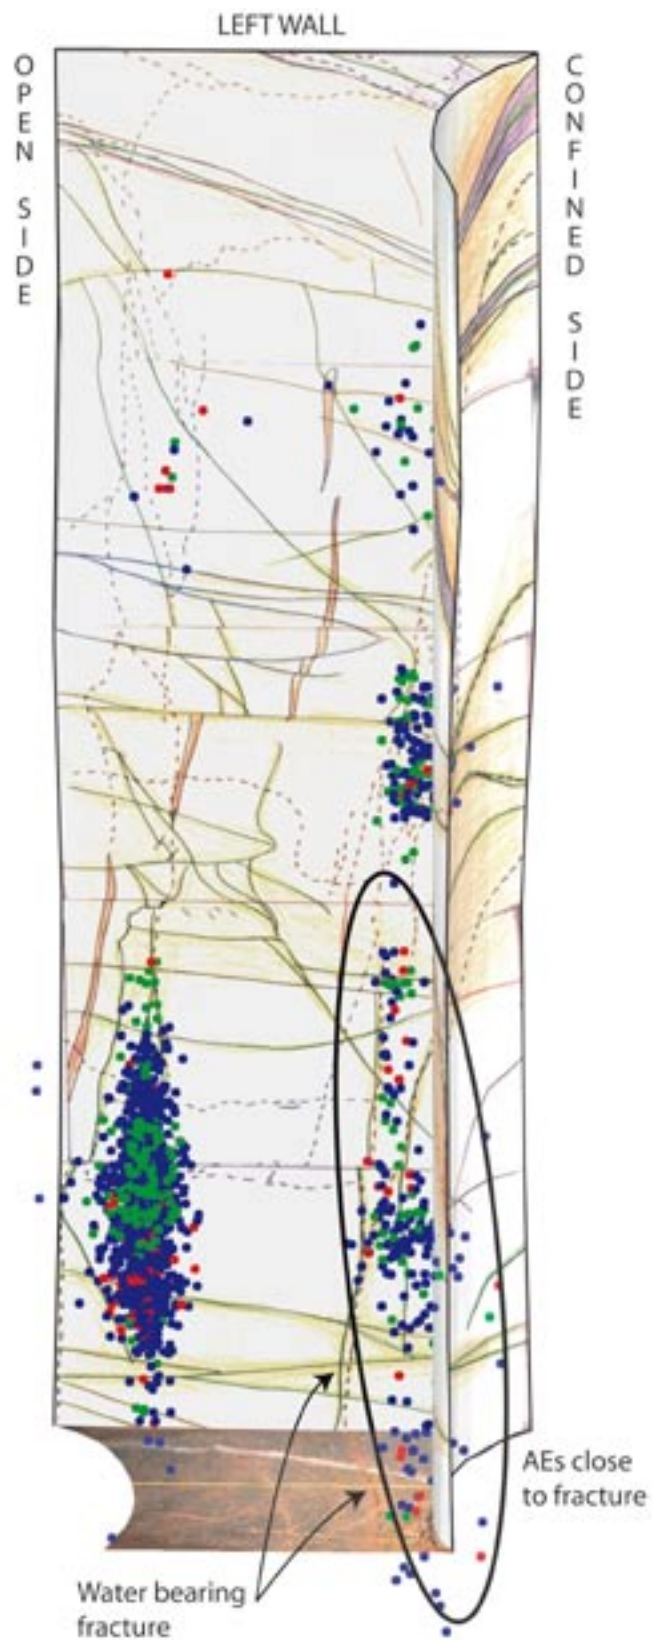 LEFT WALL
OPEN SIDE
CONFINED SIDE
AEs close
to fracture
Water bearing
fracture